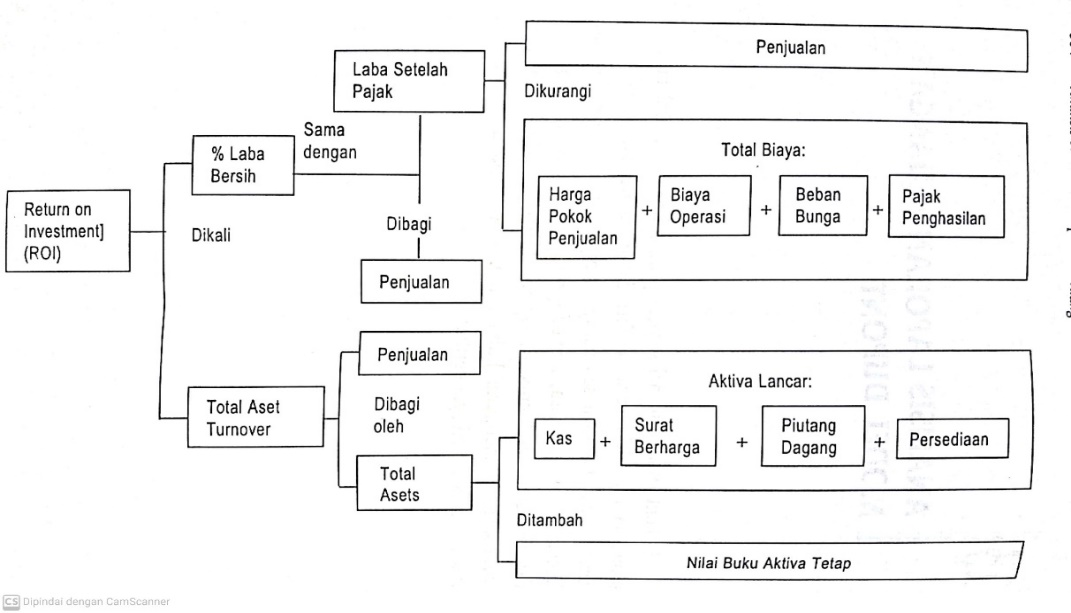 Penjualan
Laba Setelah
Pajak
Dikurangi
Sama
dengan
Total Biaya:
% Laba
Bersih
Harga
Pokok
Penjualan
+
Biaya
Operasi
+
Beban
Bunga
+
Pajak
Penghasilan
Return on
Investment]
(ROI)
Dikali
Dibagi
Penjualan
Penjualan
Aktiva Lancar:
Total Aset
Turnover
Dibagi
oleh
Kas
+
Surat
Berharga
+
Piutang
Dagang
+
Persediaan
Total
Asets
Ditambah
Nilai Buku Aktiva Tetap
CS Dipindai dengan CamScanner